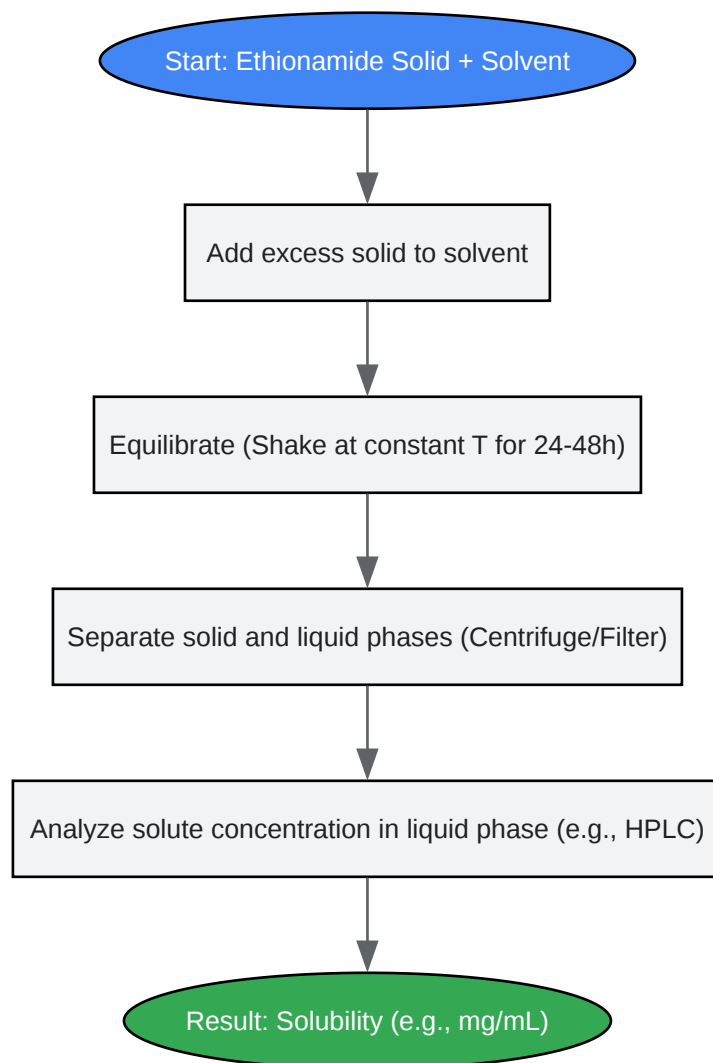 Start: Ethionamide Solid + Solvent
Add excess solid to solvent
Equilibrate (Shake at constant T for 24-48h)
Separate solid and liquid phases (Centrifuge/Filter)
Analyze solute concentration in liquid phase (e.g., HPLC)
Result: Solubility (e.g., mg/mL)